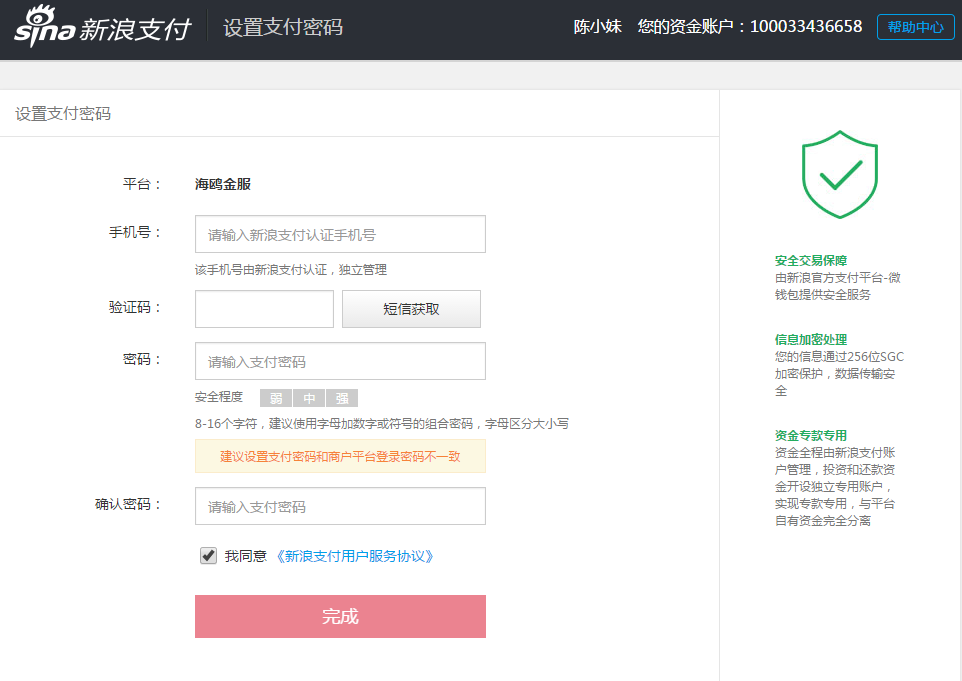 sina新浪支付
设置支付密码
陈小妹 您的资金账户：100033436658 帮助中心
设置支付密码
平台： 海鸥金服
手机号： 请输入新浪支付认证手机号
该手机号由新浪支付认证，独立管理
验证码： 短信获取
密码： 请输入支付密码
安全程度 弱 中 强
8-16个字符，建议使用字母加数字或符号的组合密码，字母区分大小写
建议设置支付密码和商户平台登录密码不一致
确认密码： 请输入支付密码
我同意 《新浪支付用户服务协议》
完成
安全交易保障
由新浪官方支付平台-微
钱包提供安全服务
信息加密处理
您的信息通过256位SGC
加密保护，数据传输安
全
资金专款专用
资金全程由新浪支付账
户管理，投资和还款资
金开设独立专用账户，
实现专款专用，与平台
自有资金完全分离